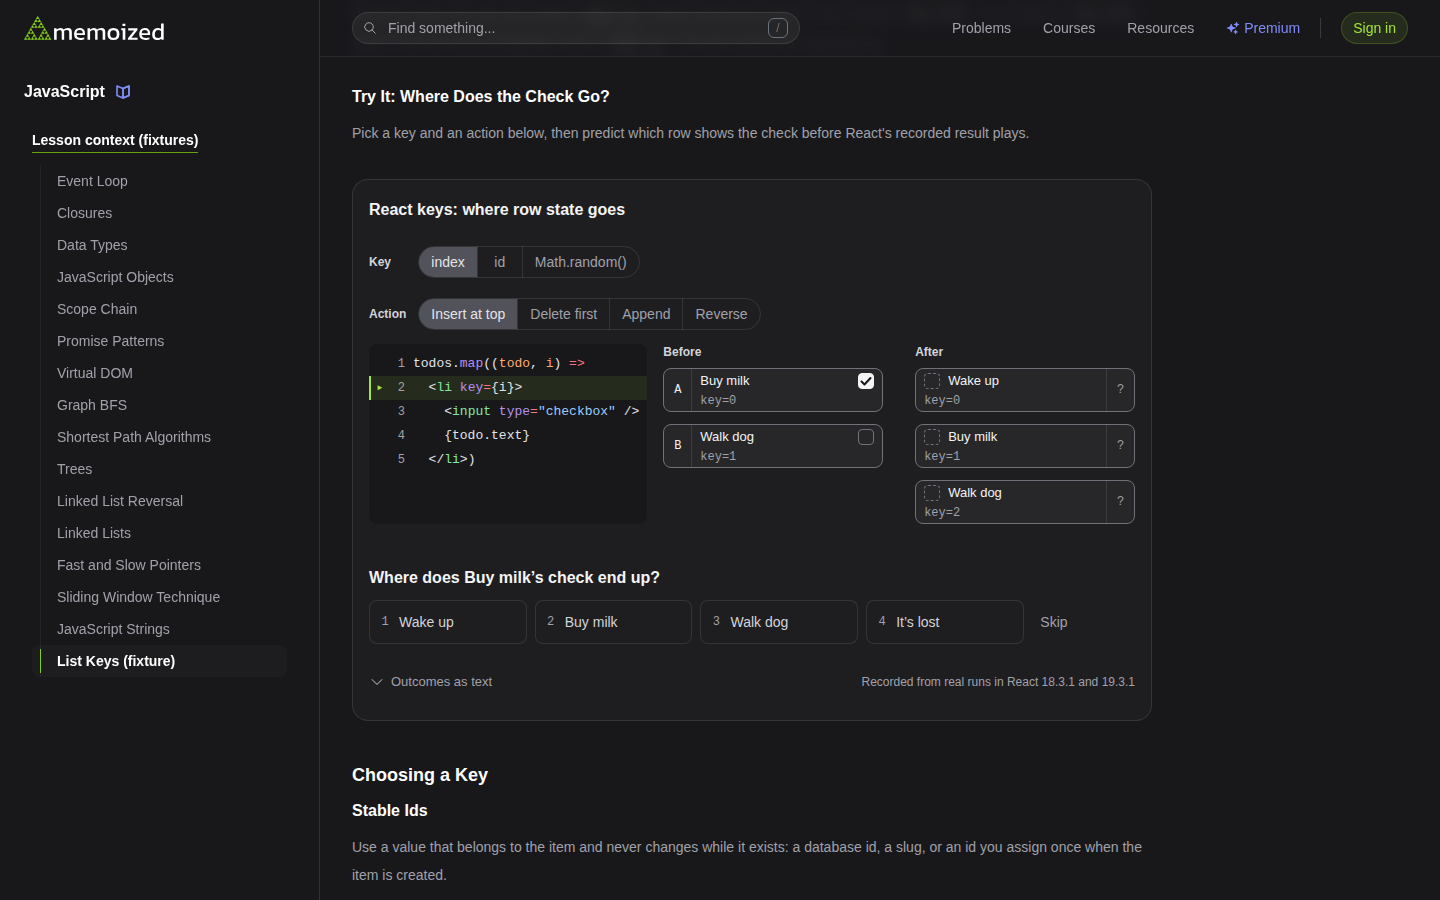 memoized
Find something...
/
Problems
Courses
Resources
Premium
Sign in
JavaScript
Lesson context (fixtures)
Event Loop
Closures
Data Types
JavaScript Objects
Scope Chain
Promise Patterns
Virtual DOM
Graph BFS
Shortest Path Algorithms
Trees
Linked List Reversal
Linked Lists
Fast and Slow Pointers
Sliding Window Technique
JavaScript Strings
List Keys (fixture)
Try It: Where Does the Check Go?
Pick a key and an action below, then predict which row shows the check before React's recorded result plays.
React keys: where row state goes
Key index id Math.random()
Action Insert at top Delete first Append Reverse
1 todos.map((todo, i) =>
2 <li key={i}>
3 <input type="checkbox" />
4 {todo.text}
5 </li>)
Before
A Buy milk
key=0
B Walk dog
key=1
After
Wake up ?
key=0
Buy milk ?
key=1
Walk dog ?
key=2
Where does Buy milk’s check end up?
1 Wake up
2 Buy milk
3 Walk dog
4 It’s lost
Skip
Outcomes as text
Recorded from real runs in React 18.3.1 and 19.3.1
Choosing a Key
Stable Ids
Use a value that belongs to the item and never changes while it exists: a database id, a slug, or an id you assign once when the
item is created.